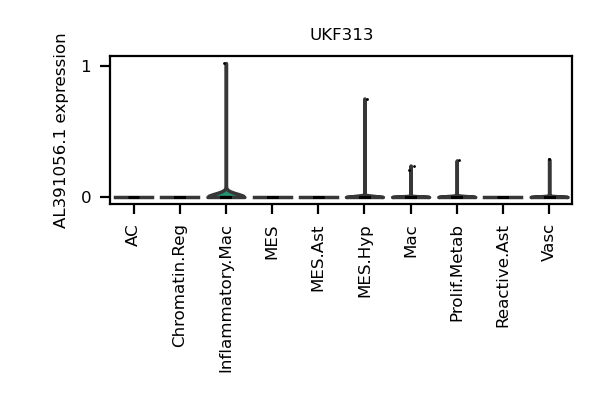 UKF313
AL391056.1 expression
1
0
AC
Chromatin.Reg
Inflammatory.Mac
MES
MES.Ast
MES.Hyp
Mac
Prolif.Metab
Reactive.Ast
Vasc